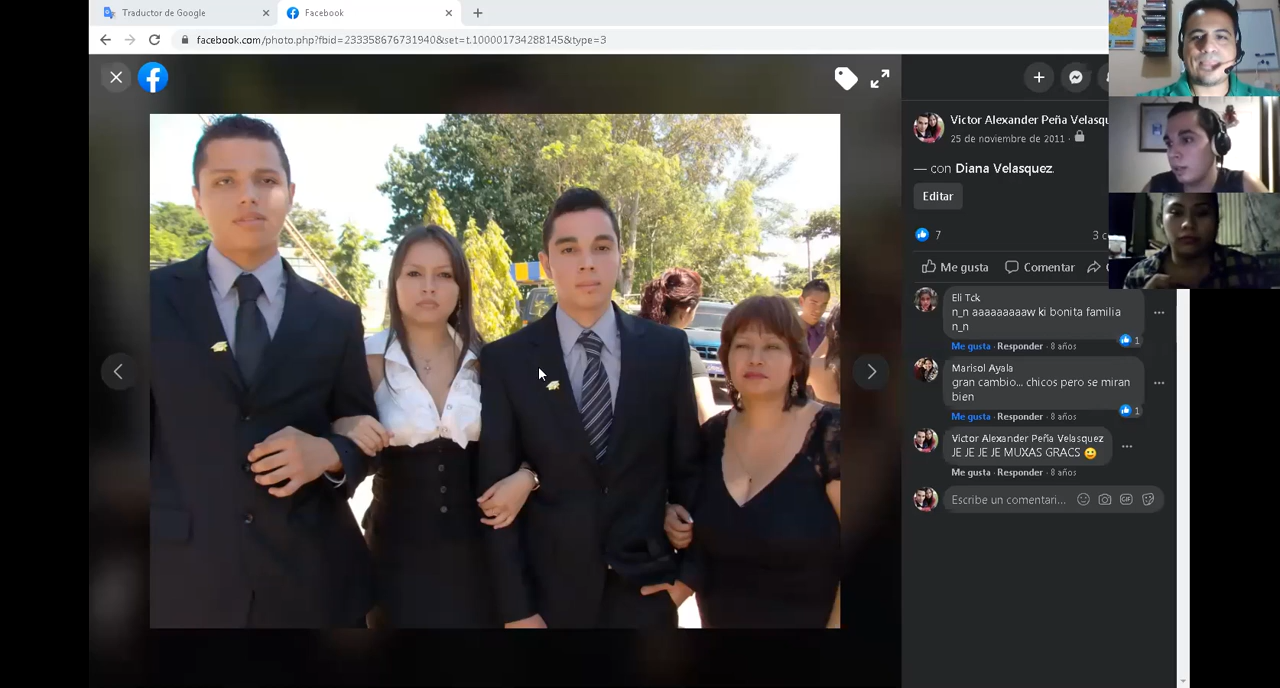 Traductor de Google
Facebook
facebook.com/photo.php?fbid=233358676731940&set=t.100001734288145&type=3
Victor Alexander Peña Velasqu
25 de noviembre de 2011
— con Diana Velasquez.
Editar
7
3 c
Me gusta Comentar
Eli Tck
n_n aaaaaaaaaw ki bonita familia
n_n
Me gusta · Responder · 8 años
1
Marisol Ayala
gran cambio... chicos pero se miran
bien
Me gusta · Responder · 8 años
1
Victor Alexander Peña Velasquez
JE JE JE JE MUXAS GRACS
Me gusta · Responder · 8 años
Escribe un comentari...
GIF